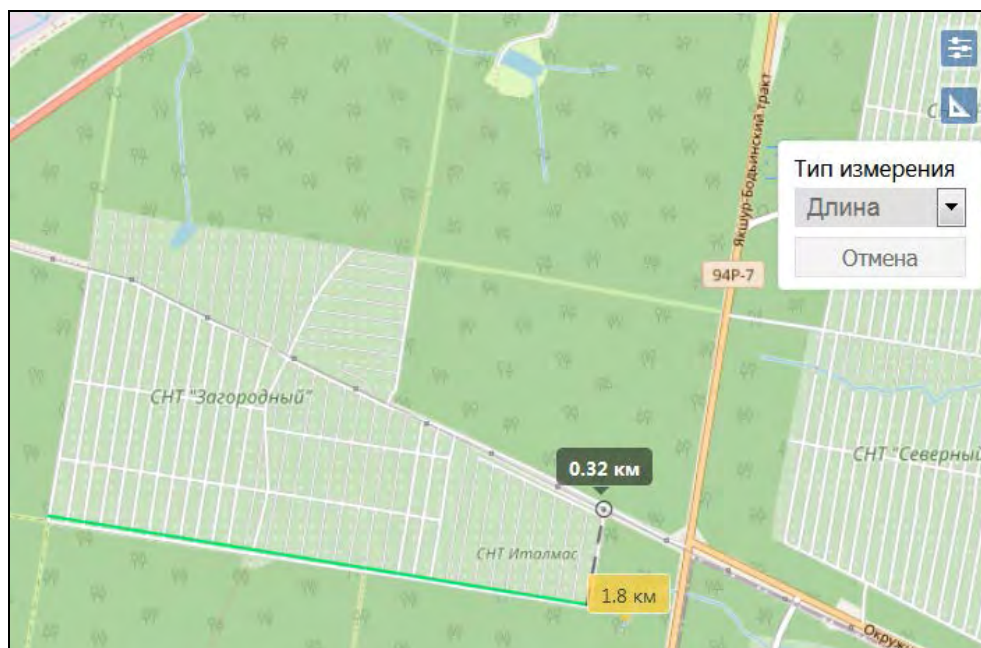 Якшур-Бодьинский тракт
Тип измерения
Длина
Отмена
94Р-7
СНТ "Загородный"
СНТ "Северный
0.32 км
СНТ Италмас
1.8 км